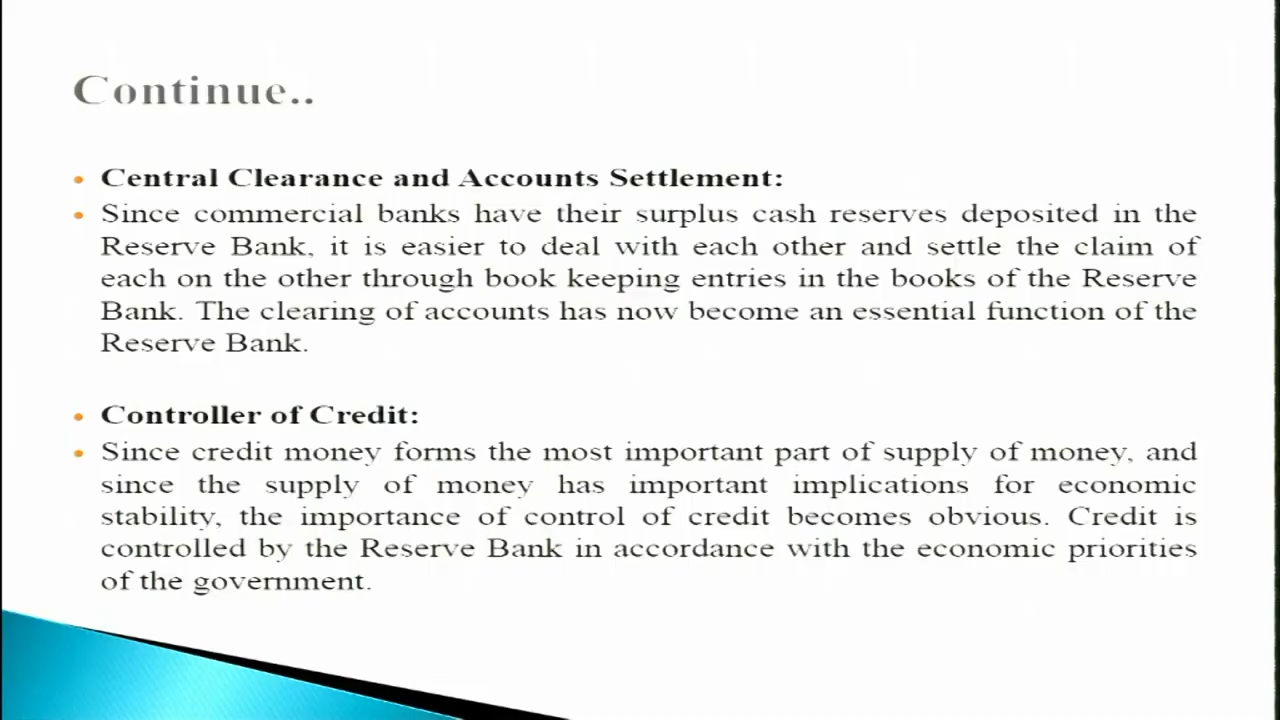 Continue..
Central Clearance and Accounts Settlement:
Since commercial banks have their surplus cash reserves deposited in the
Reserve Bank, it is easier to deal with each other and settle the claim of
each on the other through book keeping entries in the books of the Reserve
Bank. The clearing of accounts has now become an essential function of the
Reserve Bank.
Controller of Credit:
Since credit money forms the most important part of supply of money, and
since the supply of money has important implications for economic
stability, the importance of control of credit becomes obvious. Credit is
controlled by the Reserve Bank in accordance with the economic priorities
of the government.